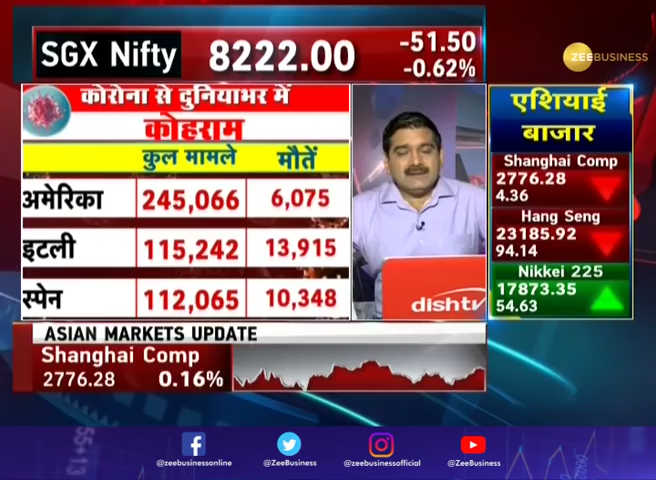 SGX Nifty 8222.00 -51.50
-0.62%
ZEEBUSINESS
कोरोना से दुनियाभर में
कोहराम
कुल मामले मौतें
अमेरिका 245,066 6,075
इटली 115,242 13,915
स्पेन 112,065 10,348
dishtv
एशियाई
बाजार
Shanghai Comp
2776.28
4.36
Hang Seng
23185.92
94.14
Nikkei 225
17873.35
54.63
ASIAN MARKETS UPDATE
Shanghai Comp
2776.28 0.16%
@zeebusinessonline @ZeeBusiness @zeebusinessofficial @ZeeBusiness